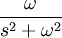 ω
s² + ω²